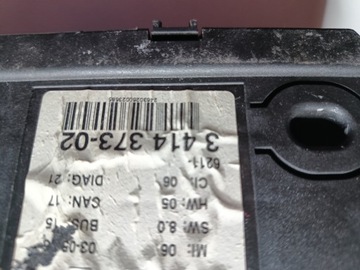 MI: 06
SW: 8.0 BUS: 15
HW: 05 CAN: 17
CI: 06 DIAG: 21
6211-
3 414 373-02